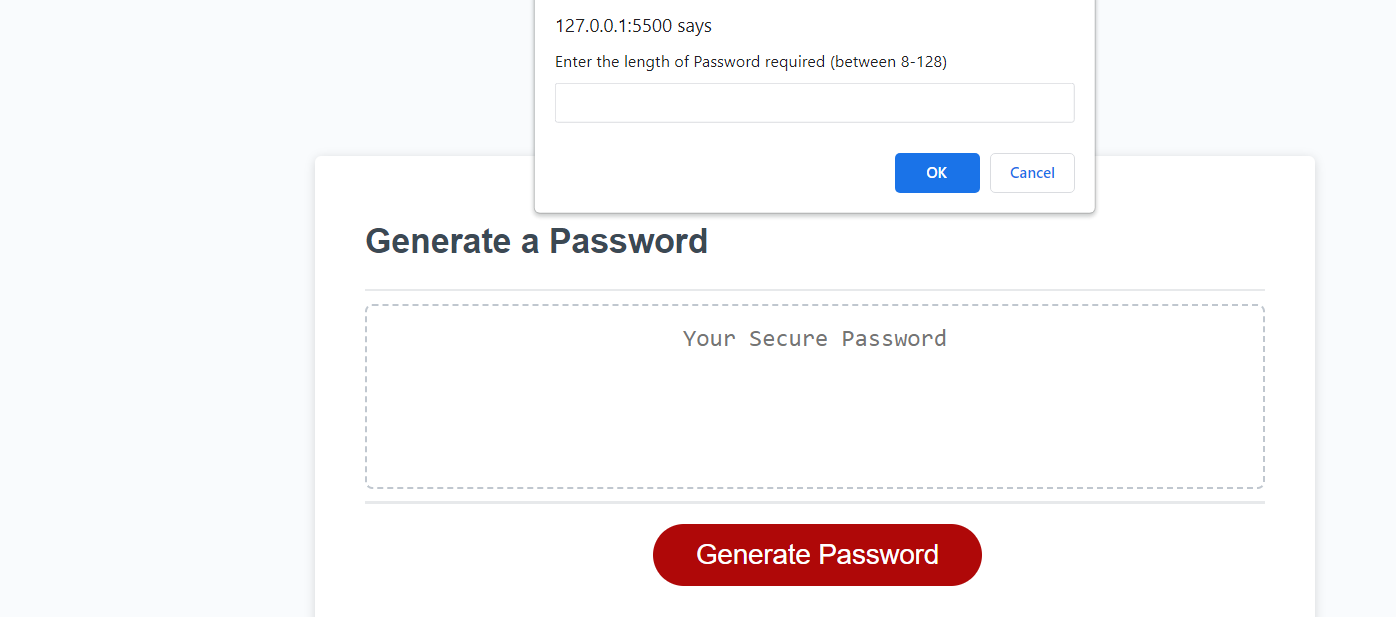 127.0.0.1:5500 says
Enter the length of Password required (between 8-128)
OK
Cancel
Generate a Password
Your Secure Password
Generate Password